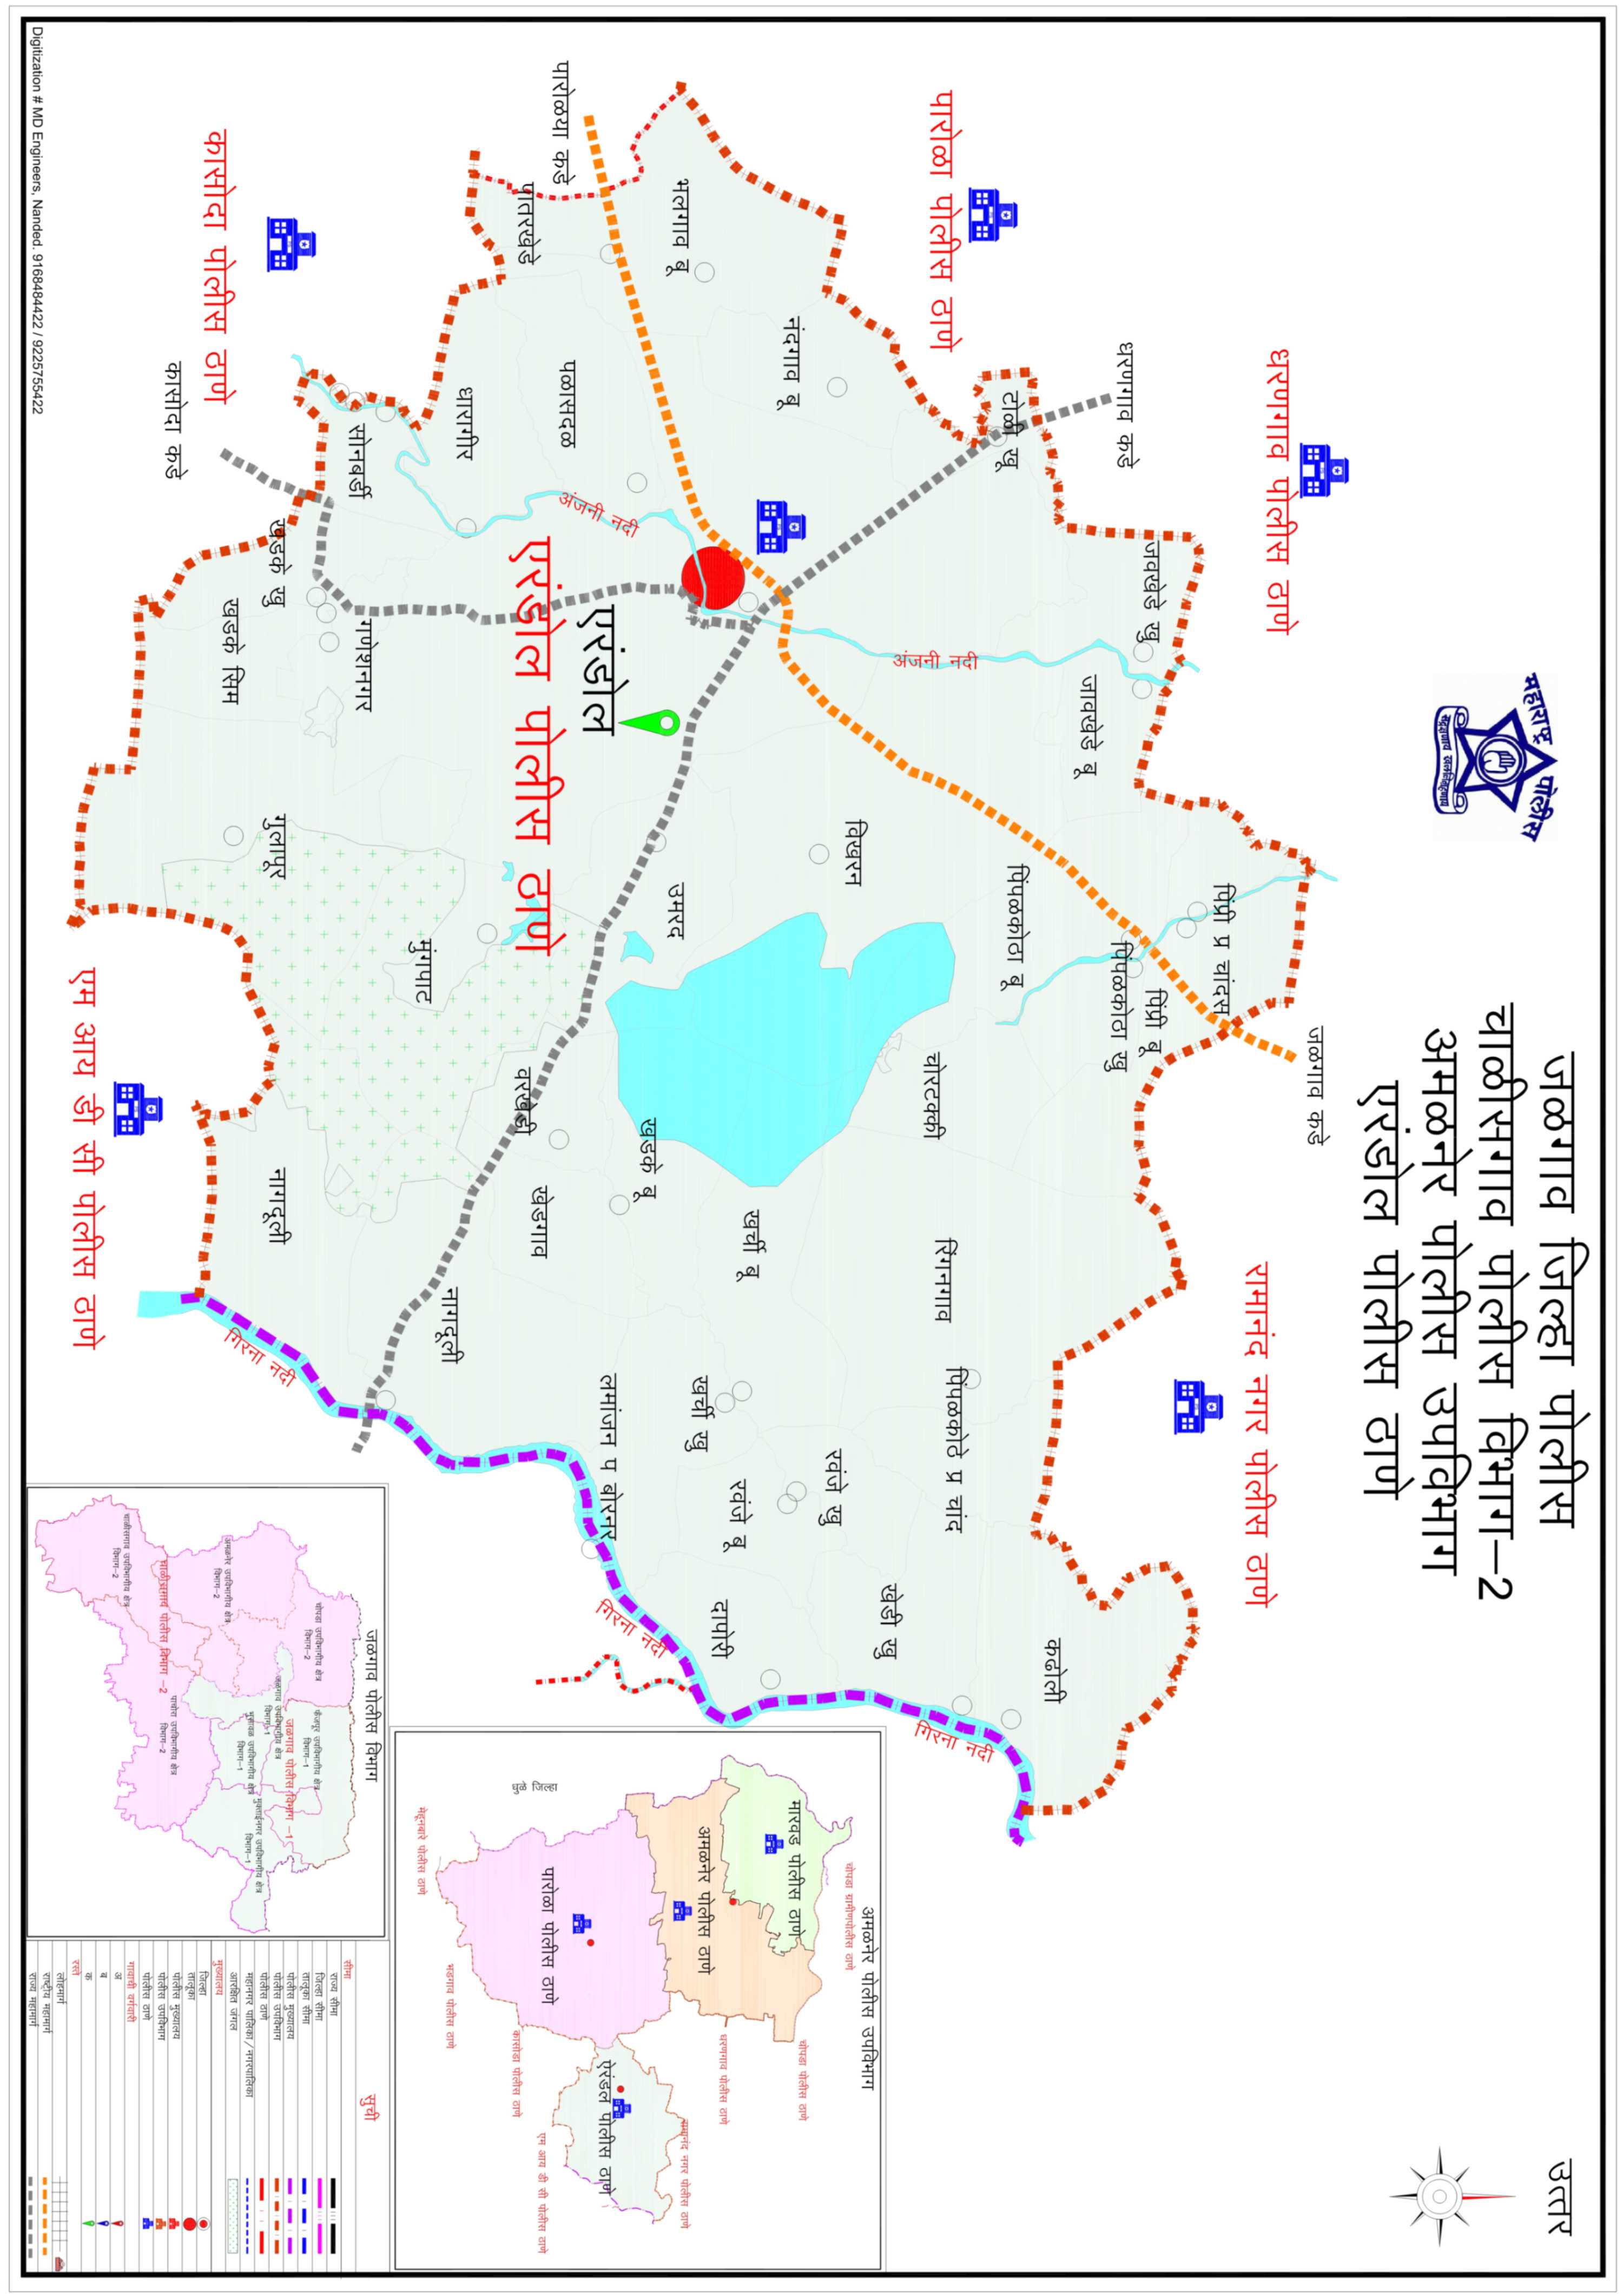 जळगाव जिल्हा पोलीस
चाळीसगाव पोलीस विभाग–2
अमळनेर पोलीस उपविभाग
एरंडोल पोलीस ठाणे
महाराष्ट्र पोलीस
सद्रक्षणाय खलनिग्रहणाय
उत्तर
धरणगाव पोलीस ठाणे
जळगाव कडे
रामानंद नगर पोलीस ठाणे
पिंप्री प्र चांदस
जवखेडे खु
पिंप्री बू
धरणगाव कडे
पिंपळकोठा खु
जावखेडे बू
कढोली
टोळी खू
पिंपळकोठा बू
पारोळा पोलीस ठाणे
अंजनी नदी
चोरटक्की
रिंगनगाव
पिंपळकोठे प्र चांद
गिरना नदी
खेडी खु
विखरन
रवंजे खु
नंदगाव बू
खर्ची बू
रवंजे बू
दापोरी
खर्ची खु
भलगाव बू
उमरद
खडके बू
गिरना नदी
लमांजन प बोरनर
अंजनी नदी
एरंडोल
पारोळया कडे
पळासदळ
एरंडोल पोलीस ठाणे
खेडगाव
वरखेडी
पातरखेडे
धारागीर
नागदूली
मुंगपाट
सोनबर्डी
गणेशनगर
खडके खु
गुलापूर
नागदूली
गिरना नदी
खडके सिम
कासोदा पोलीस ठाणे
कासोदा कडे
एम आय डी सी पोलीस ठाणे
अमळनेर पोलीस उपविभाग
चोपडा ग्रामीणपोलीस ठाणे
चोपडा पोलीस ठाणे
मारवड पोलीस ठाणे
धरणगाव पोलीस ठाणे
अमळनेर पोलीस ठाणे
रामानंद नगर पोलीस ठाणे
ऐरंडल पोलीस ठाणे
पारोळा पोलीस ठाणे
एम आय डी सी पोलीस ठाणे
धुळे जिल्हा
कासोडा पोलीस ठाणे
भडगाव पोलीस ठाणे
मेहूनबारे पोलीस ठाणे
जळगाव पोलीस विभाग
चोपडा उपविभागीय क्षेत्र
विभाग–2
फॅजपूर उपविभागीय क्षेत्र
विभाग–1
जळगाव पोलीस विभाग –1
जळगाव उपविभागीय क्षेत्र
विभाग–1
भूसावळ उपविभागीय क्षेत्र
विभाग–1
मुक्ताईनगर उपविभागीय क्षेत्र
विभाग–1
अमळनेर उपविभागीय क्षेत्र
विभाग–2
पाचोरा उपविभागीय क्षेत्र
विभाग–2
चाळीसगाव पोलीस विभाग –2
चाळीसगाव उपविभागीय क्षेत्र
विभाग–2
सुची
सीमा
राज्य सीमा
जिल्हा सीमा
तालूका सीमा
पोलीस मुख्यालय
पोलीस उपविभाग
पोलीस ठाणे
महानगर पालिका/नगरपालिका
आरक्षित जंगल
मुख्यालय
जिल्हा
तालूका
पोलीस मुख्यालय
पोलीस उपविभाग
पोलीस ठाणे
गावाची वर्गवारी
अ
ब
क
रस्ते
लोहमार्ग
राष्ट्रीय महामार्ग
राज्य महामार्ग
Digitization # MD Engineers, Nanded. 9168484422 / 9225755422